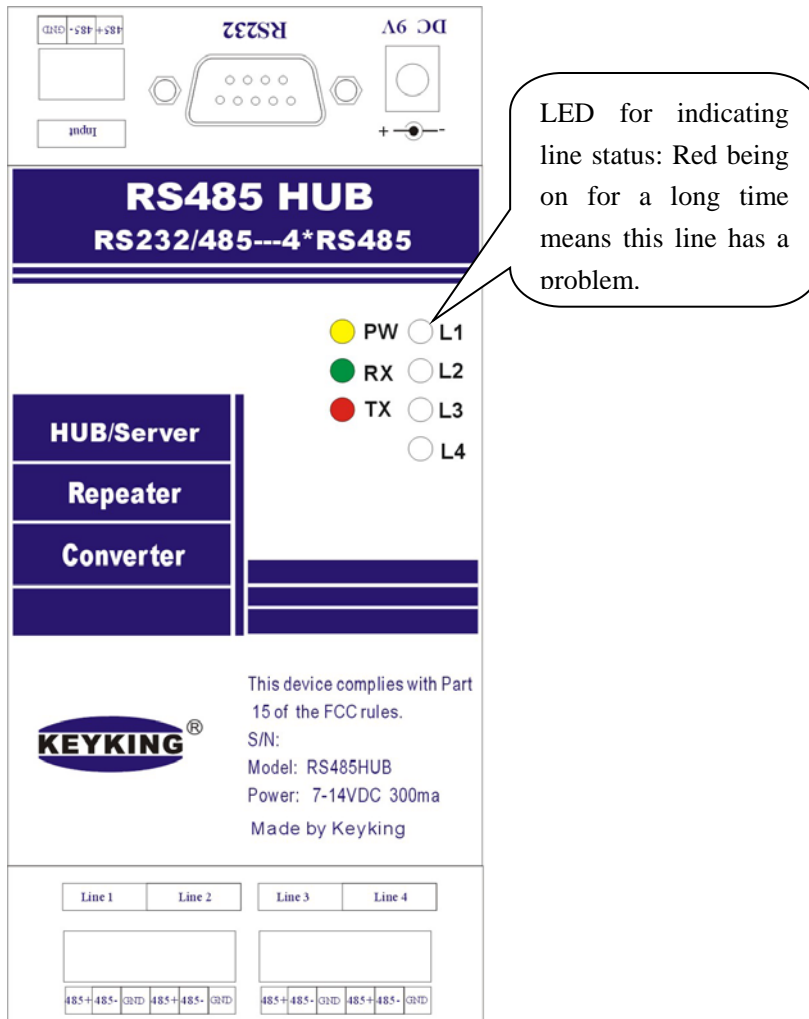 485+ 485- GND
RS232
DC 9V
Input
+ -
RS485 HUB
RS232/485---4*RS485
LED for indicating
line status: Red being
on for a long time
means this line has a
problem.
PW L1
RX L2
TX L3
L4
HUB/Server
Repeater
Converter
This device complies with Part
15 of the FCC rules.
S/N:
Model: RS485HUB
Power: 7-14VDC 300ma
Made by Keyking
KEYKING®
Line 1 Line 2 Line 3 Line 4
485+ 485- GND 485+ 485- GND 485+ 485- GND 485+ 485- GND